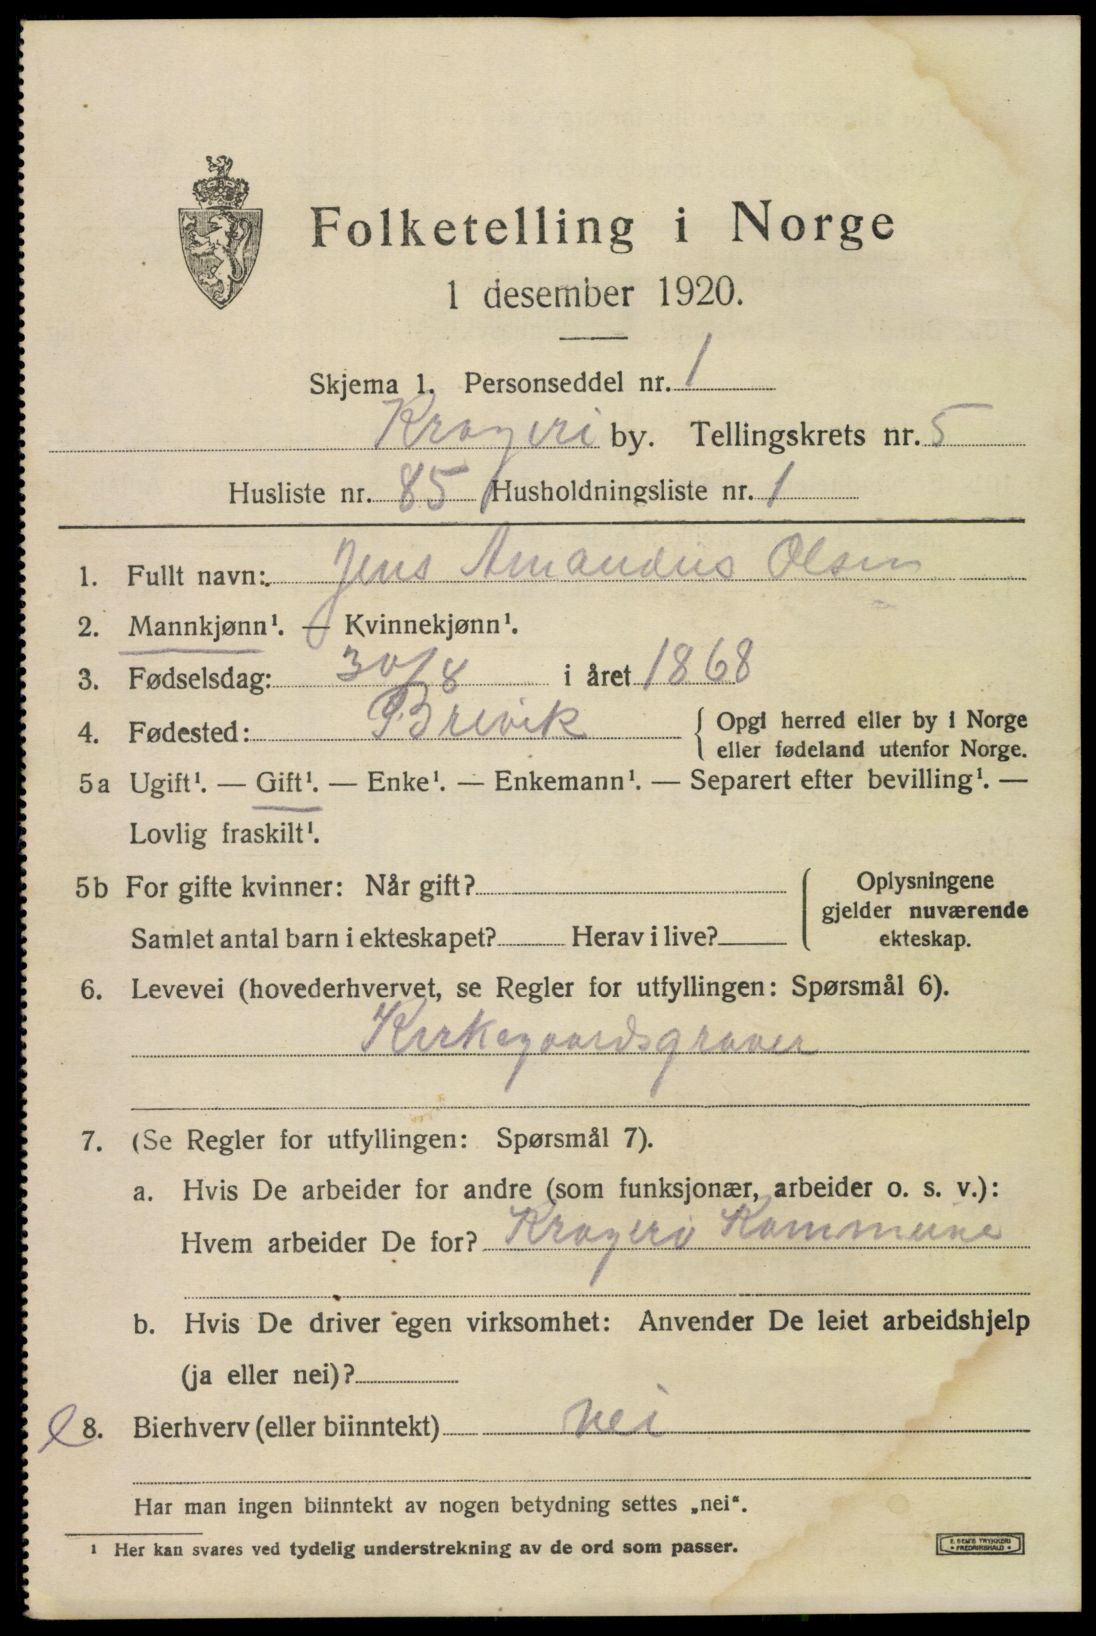 Folketelling i Norge
1 desember 1920.
Skjema 1. Personseddel nr. 1
Kragerö by. Tellingskrets nr. 5
Husliste nr. 85 Husholdningsliste nr. 1
1. Fullt navn: Jens Amandus Olsen
2. Mannkjønn¹. — Kvinnekjønn¹.
3. Fødselsdag: 30/8 i året 1868
4. Fødested: Brevik { Opgi herred eller by i Norge
eller fødeland utenfor Norge.
5a Ugift¹. — Gift¹. — Enke¹. — Enkemann¹. — Separert efter bevilling¹. —
Lovlig fraskilt¹.
5b For gifte kvinner: Når gift? { Oplysningene
gjelder nuværende
Samlet antal barn i ekteskapet? Herav i live? ekteskap.
6. Levevei (hovederhvervet, se Regler for utfyllingen: Spørsmål 6).
Kirkegaardsgraver
7. (Se Regler for utfyllingen: Spørsmål 7).
a. Hvis De arbeider for andre (som funksjonær, arbeider o. s. v.):
Hvem arbeider De for? Kragerö Kommune
b. Hvis De driver egen virksomhet: Anvender De leiet arbeidshjelp
(ja eller nei)?
8. Bierhverv (eller biinntekt) nei
Har man ingen biinntekt av nogen betydning settes „nei“.
¹ Her kan svares ved tydelig understrekning av de ord som passer.
E. SEM'S TRYKKERI
FREDRIKSHALD